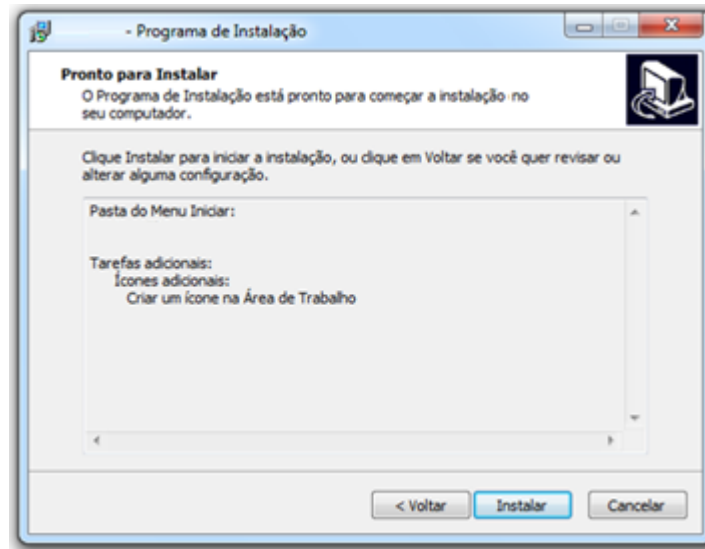 - Programa de Instalação
Pronto para Instalar
O Programa de Instalação está pronto para começar a instalação no
seu computador.
Clique Instalar para iniciar a instalação, ou clique em Voltar se você quer revisar ou
alterar alguma configuração.
Pasta do Menu Iniciar:
Tarefas adicionais:
Ícones adicionais:
Criar um ícone na Área de Trabalho
< Voltar
Instalar
Cancelar